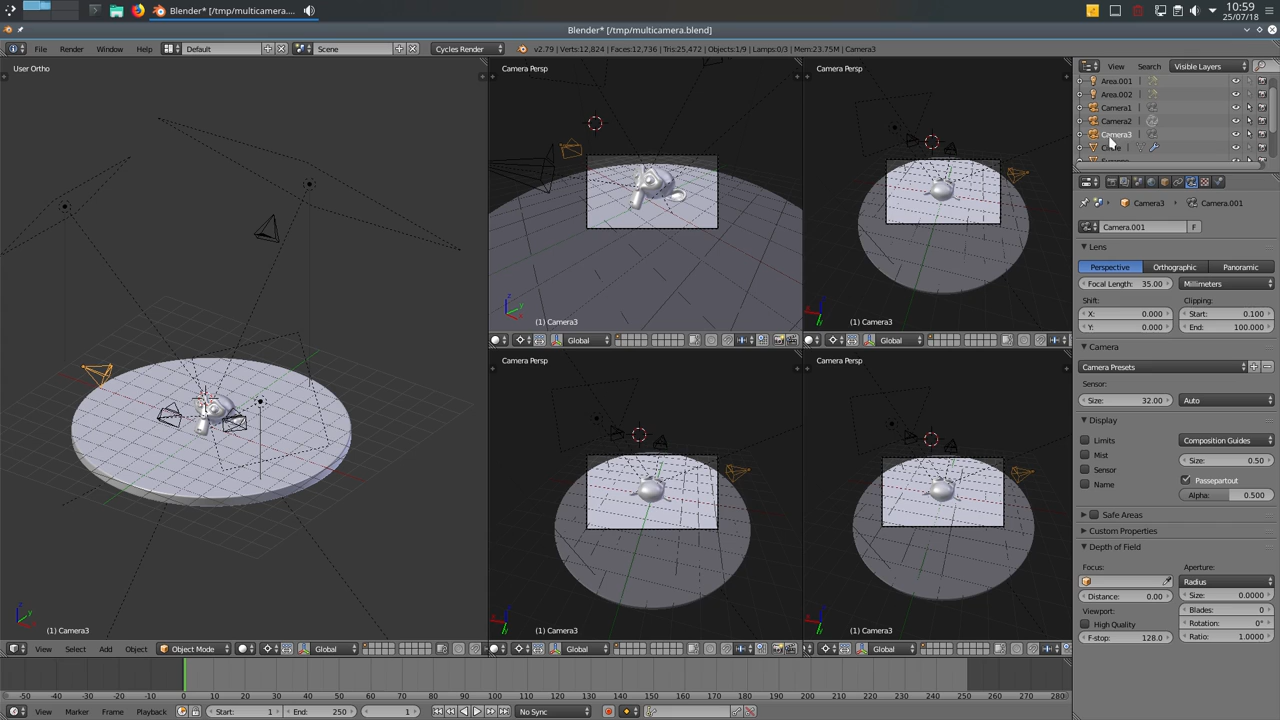 Blender* [/tmp/multicamera....
10:59
25/07/18
Blender* [/tmp/multicamera.blend]
File Render Window Help Default Scene Cycles Render v2.79 | Verts:12,824 | Faces:12,736 | Tris:25,472 | Objects:1/9 | Lamps:0/3 | Mem:23.75M | Camera3
User Ortho
(1) Camera3
Camera Persp
(1) Camera3
Global
Camera Persp
(1) Camera3
Global
Camera Persp
(1) Camera3
Global
Camera Persp
(1) Camera3
Global
View Select Add Object Object Mode Global
View Search Visible Layers
Area.001
Area.002
Camera1
Camera2
Camera3
Camera3 Camera.001
Camera.001 F
Lens
Perspective Orthographic Panoramic
Focal Length: 35.00 Millimeters
Shift: Clipping:
X: 0.000 Start: 0.100
Y: 0.000 End: 100.000
Camera
Camera Presets
Sensor:
Size: 32.00 Auto
Display
Limits Composition Guides
Mist Size: 0.50
Sensor Passepartout
Name Alpha: 0.500
Safe Areas
Custom Properties
Depth of Field
Focus: Aperture:
Radius
Distance: 0.00 Size: 0.0000
Viewport: Blades: 0
High Quality Rotation: 0°
F-stop: 128.0 Ratio: 1.0000
-50 -40 -30 -20 -10 0 10 20 30 40 50 60 70 80 90 100 110 120 130 140 150 160 170 180 190 200 210 220 230 240 250 260 270 280
View Marker Frame Playback Start: 1 End: 250 1 No Sync